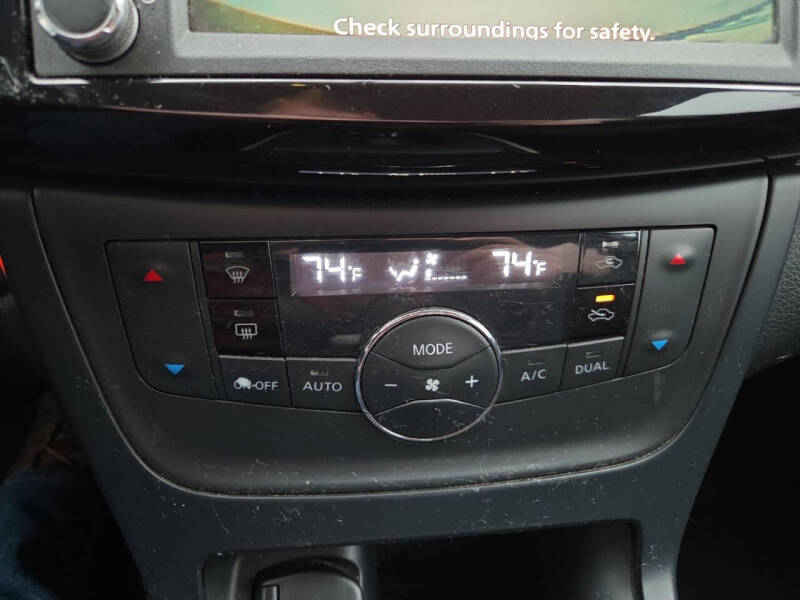 Check surroundings for safety.
74°F 74°F
MODE
ON·OFF AUTO - + A/C DUAL